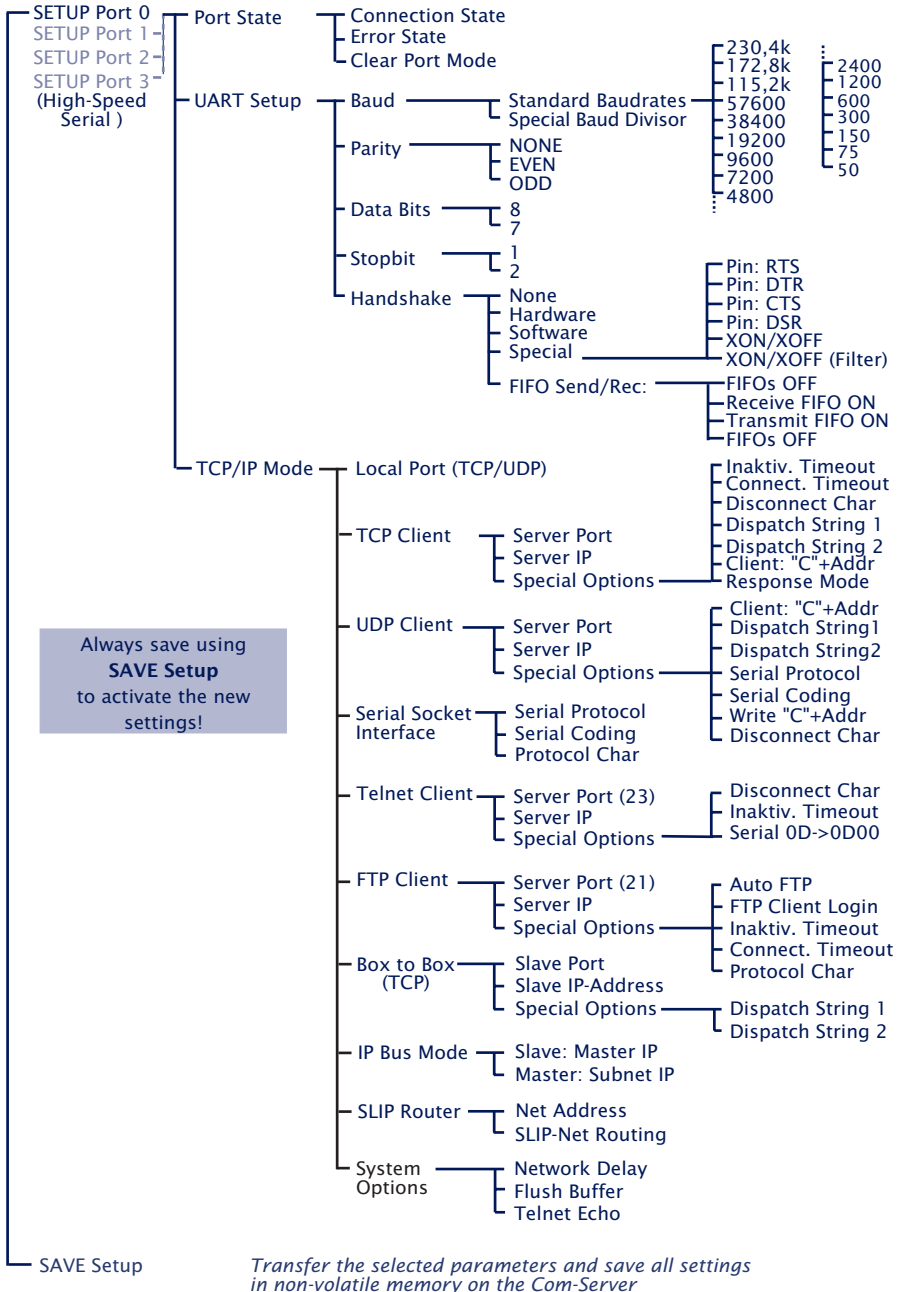 SETUP Port 0
SETUP Port 1
SETUP Port 2
SETUP Port 3
(High-Speed
Serial )
Port State
Connection State
Error State
Clear Port Mode
UART Setup
Baud
Standard Baudrates
230,4k
172,8k
115,2k
57600
38400
19200
9600
7200
4800
2400
1200
600
300
150
75
50
Special Baud Divisor
Parity
NONE
EVEN
ODD
Data Bits
8
7
Stopbit
1
2
Handshake
None
Hardware
Software
Special
Pin: RTS
Pin: DTR
Pin: CTS
Pin: DSR
XON/XOFF
XON/XOFF (Filter)
FIFO Send/Rec:
FIFOs OFF
Receive FIFO ON
Transmit FIFO ON
FIFOs OFF
TCP/IP Mode
Local Port (TCP/UDP)
TCP Client
Server Port
Server IP
Special Options
Inaktiv. Timeout
Connect. Timeout
Disconnect Char
Dispatch String 1
Dispatch String 2
Client: "C"+Addr
Response Mode
UDP Client
Server Port
Server IP
Special Options
Client: "C"+Addr
Dispatch String1
Dispatch String2
Serial Protocol
Serial Coding
Write "C"+Addr
Disconnect Char
Always save using
SAVE Setup
to activate the new
settings!
Serial Socket
Interface
Serial Protocol
Serial Coding
Protocol Char
Telnet Client
Server Port (23)
Server IP
Special Options
Disconnect Char
Inaktiv. Timeout
Serial 0D->0D00
FTP Client
Server Port (21)
Server IP
Special Options
Auto FTP
FTP Client Login
Inaktiv. Timeout
Connect. Timeout
Protocol Char
Box to Box
(TCP)
Slave Port
Slave IP-Address
Special Options
Dispatch String 1
Dispatch String 2
IP Bus Mode
Slave: Master IP
Master: Subnet IP
SLIP Router
Net Address
SLIP-Net Routing
System
Options
Network Delay
Flush Buffer
Telnet Echo
SAVE Setup
Transfer the selected parameters and save all settings
in non-volatile memory on the Com-Server